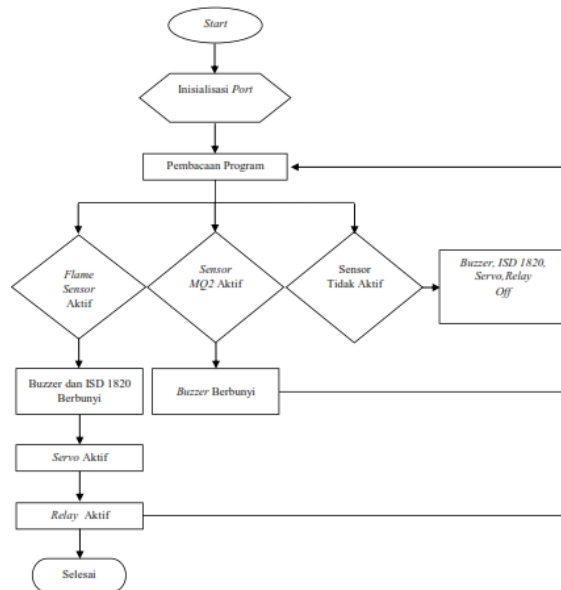 Start
Inisialisasi Port
Pembacaan Program
Flame
Sensor
Aktif
Sensor
MQ2 Aktif
Sensor
Tidak Aktif
Buzzer, ISD 1820,
Servo,Relay
Off
Buzzer dan ISD 1820
Berbunyi
Buzzer Berbunyi
Servo Aktif
Relay Aktif
Selesai